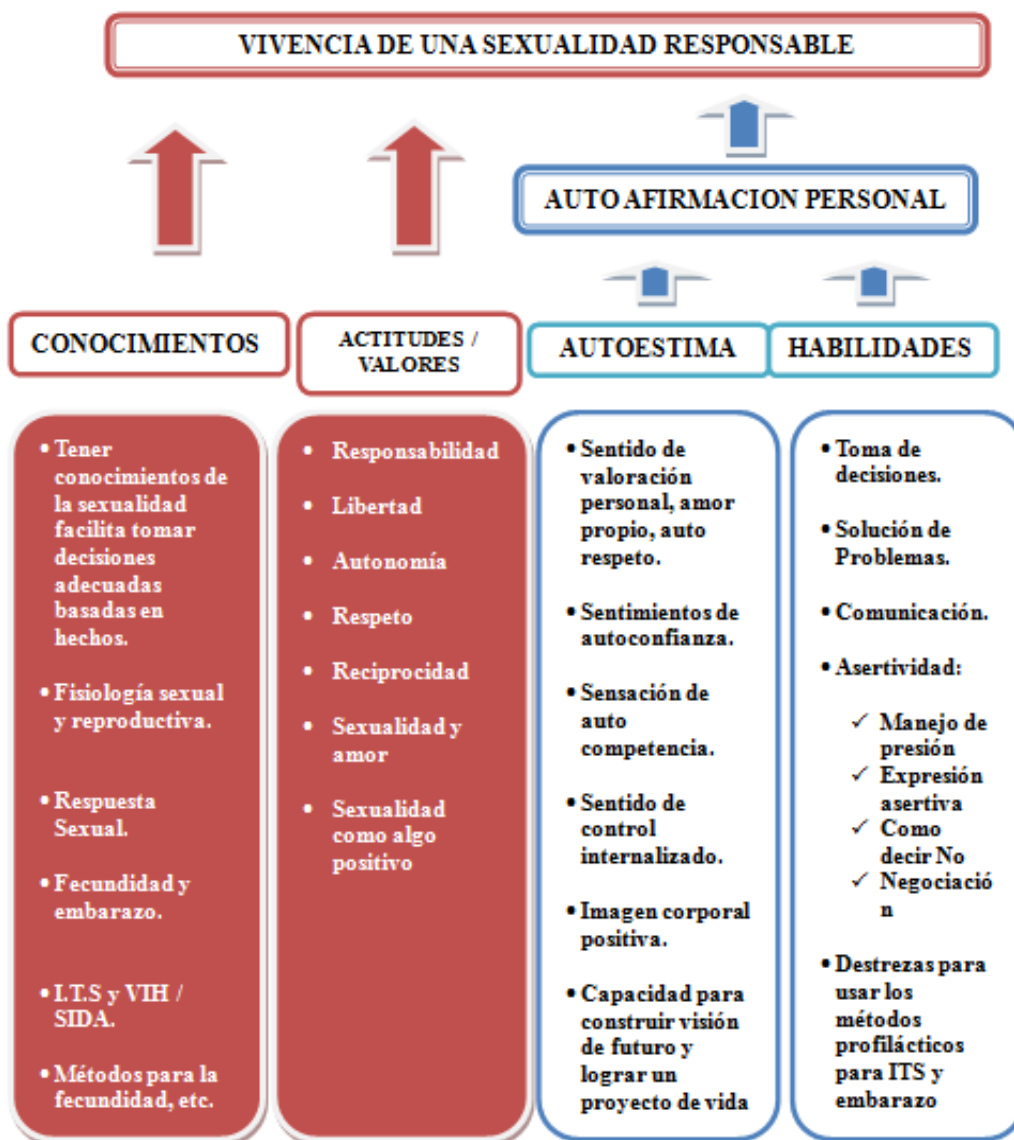 VIVENCIA DE UNA SEXUALIDAD RESPONSABLE
AUTO AFIRMACION PERSONAL
CONOCIMIENTOS
ACTITUDES /
VALORES
AUTOESTIMA
HABILIDADES
• Tener
conocimientos de
la sexualidad
facilita tomar
decisiones
adecuadas
basadas en
hechos.
• Fisiología sexual
y reproductiva.
• Respuesta
Sexual.
• Fecundidad y
embarazo.
• I.T.S y VIH /
SIDA.
• Métodos para la
fecundidad, etc.
• Responsabilidad
• Libertad
• Autonomía
• Respeto
• Reciprocidad
• Sexualidad y
amor
• Sexualidad
como algo
positivo
• Sentido de
valoración
personal, amor
propio, auto
respeto.
• Sentimientos de
autoconfianza.
• Sensación de
auto
competencia.
• Sentido de
control
internalizado.
• Imagen corporal
positiva.
• Capacidad para
construir visión
de futuro y
lograr un
proyecto de vida
• Toma de
decisiones.
• Solución de
Problemas.
• Comunicación.
• Asertividad:
✓ Manejo de
presión
✓ Expresión
asertiva
✓ Como
decir No
✓ Negociació
n
• Destrezas para
usar los
métodos
profilácticos
para ITS y
embarazo